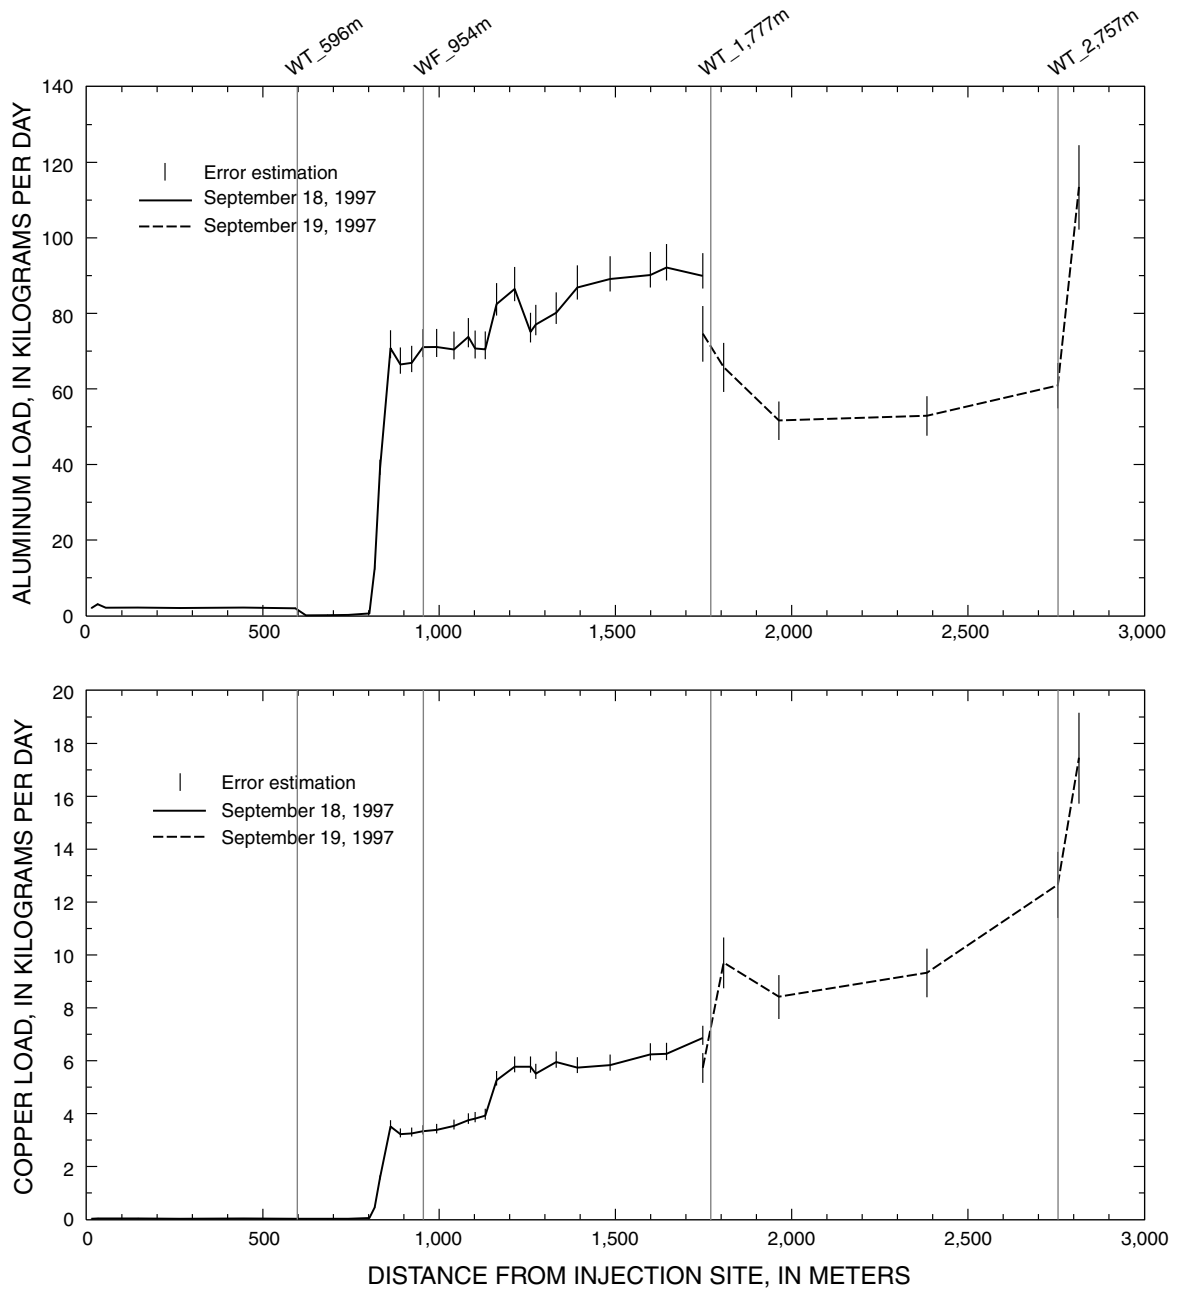 WT_596m
WF_954m
WT_1,777m
WT_2,757m
140
120
100
80
60
40
20
0
ALUMINUM LOAD, IN KILOGRAMS PER DAY
Error estimation
September 18, 1997
September 19, 1997
0
500
1,000
1,500
2,000
2,500
3,000
20
18
16
14
12
10
8
6
4
2
0
COPPER LOAD, IN KILOGRAMS PER DAY
Error estimation
September 18, 1997
September 19, 1997
0
500
1,000
1,500
2,000
2,500
3,000
DISTANCE FROM INJECTION SITE, IN METERS